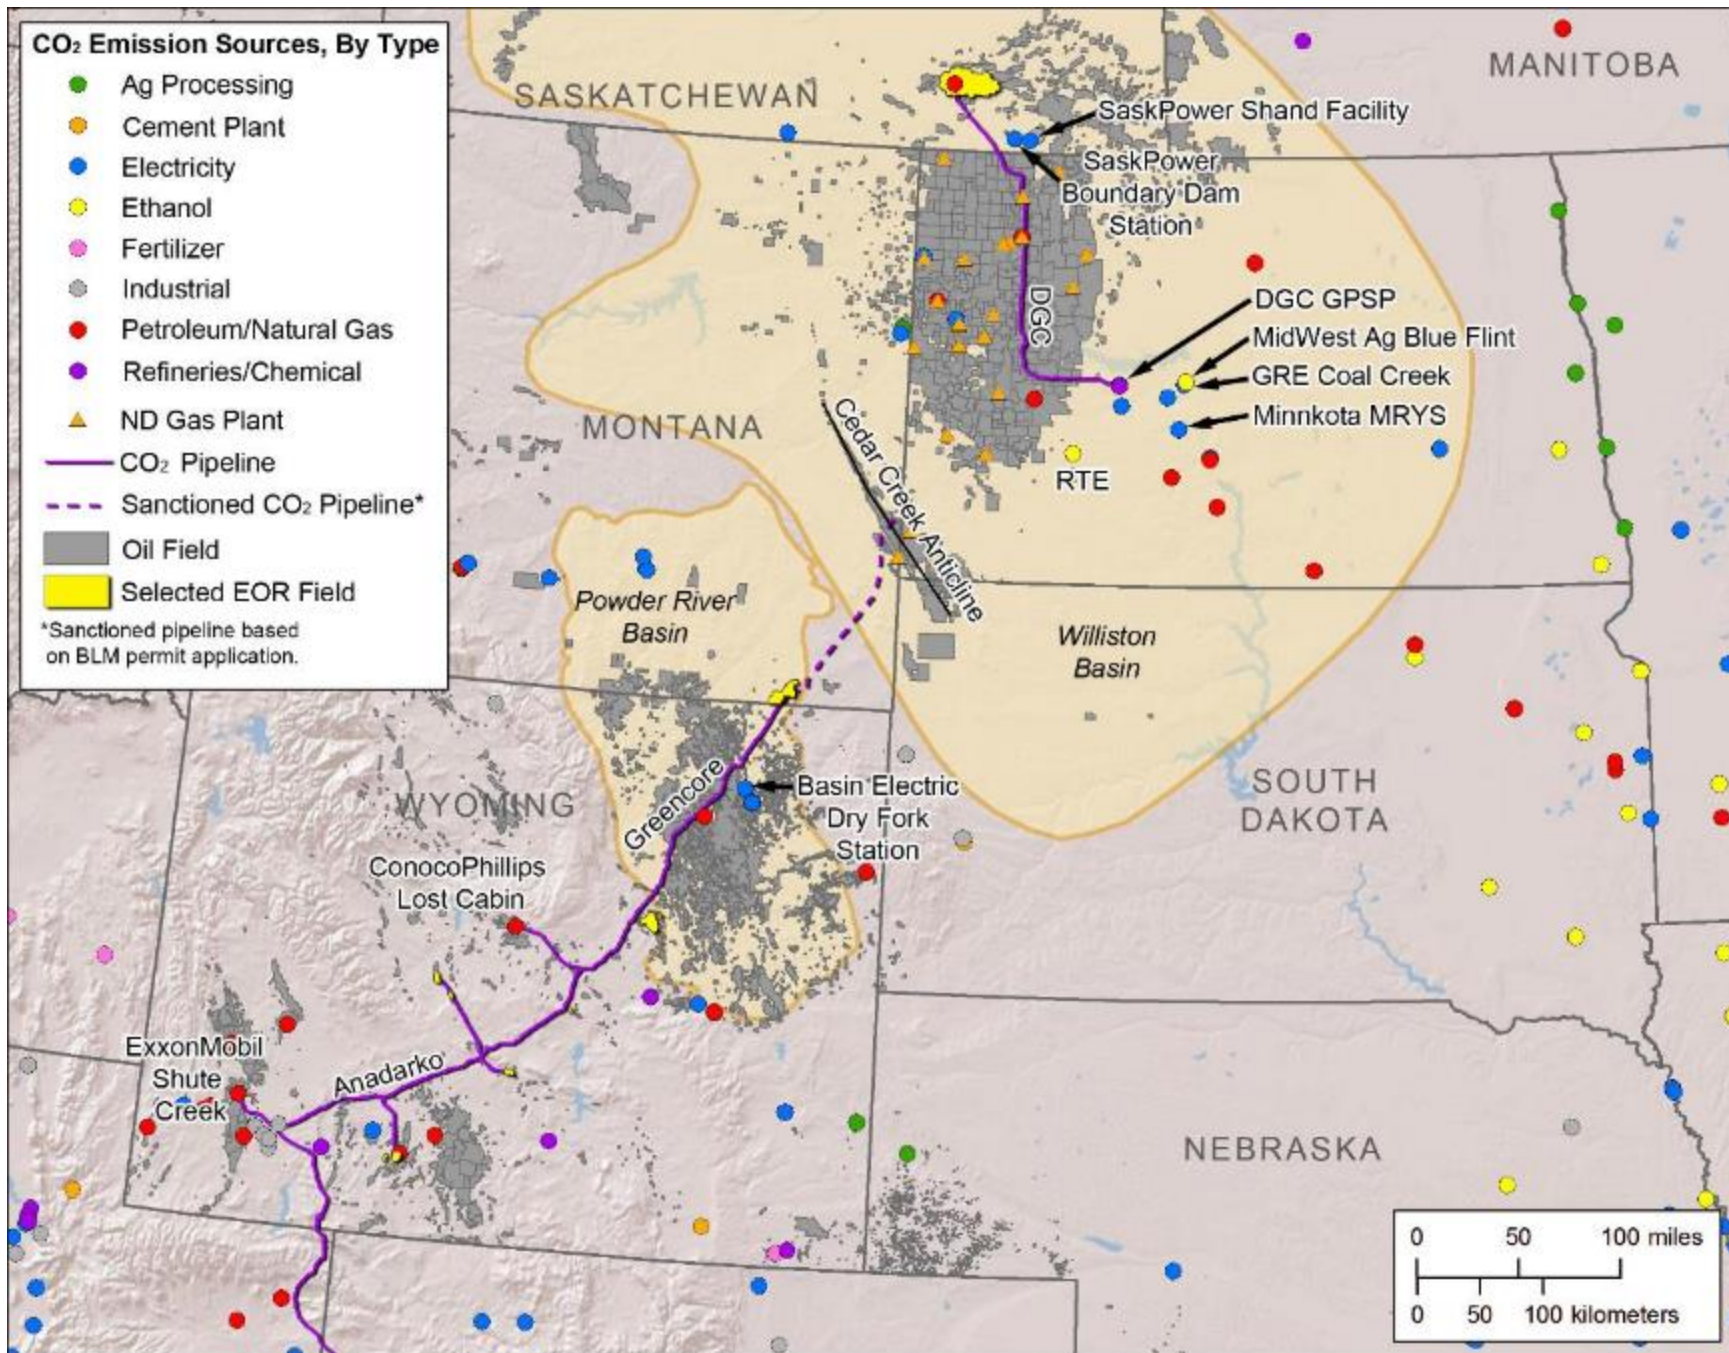 CO₂ Emission Sources, By Type
Ag Processing
Cement Plant
Electricity
Ethanol
Fertilizer
Industrial
Petroleum/Natural Gas
Refineries/Chemical
ND Gas Plant
CO₂ Pipeline
Sanctioned CO₂ Pipeline*
Oil Field
Selected EOR Field
*Sanctioned pipeline based
on BLM permit application.
SASKATCHEWAN
MANITOBA
SaskPower Shand Facility
SaskPower
Boundary Dam
Station
DGC
DGC GPSP
MidWest Ag Blue Flint
GRE Coal Creek
Minnkota MRYS
MONTANA
RTE
Cedar Creek Anticline
Powder River
Basin
Williston
Basin
WYOMING
Greencore
Basin Electric
Dry Fork
Station
SOUTH
DAKOTA
ConocoPhillips
Lost Cabin
ExxonMobil
Shute
Creek
Anadarko
NEBRASKA
0 50 100 miles
0 50 100 kilometers